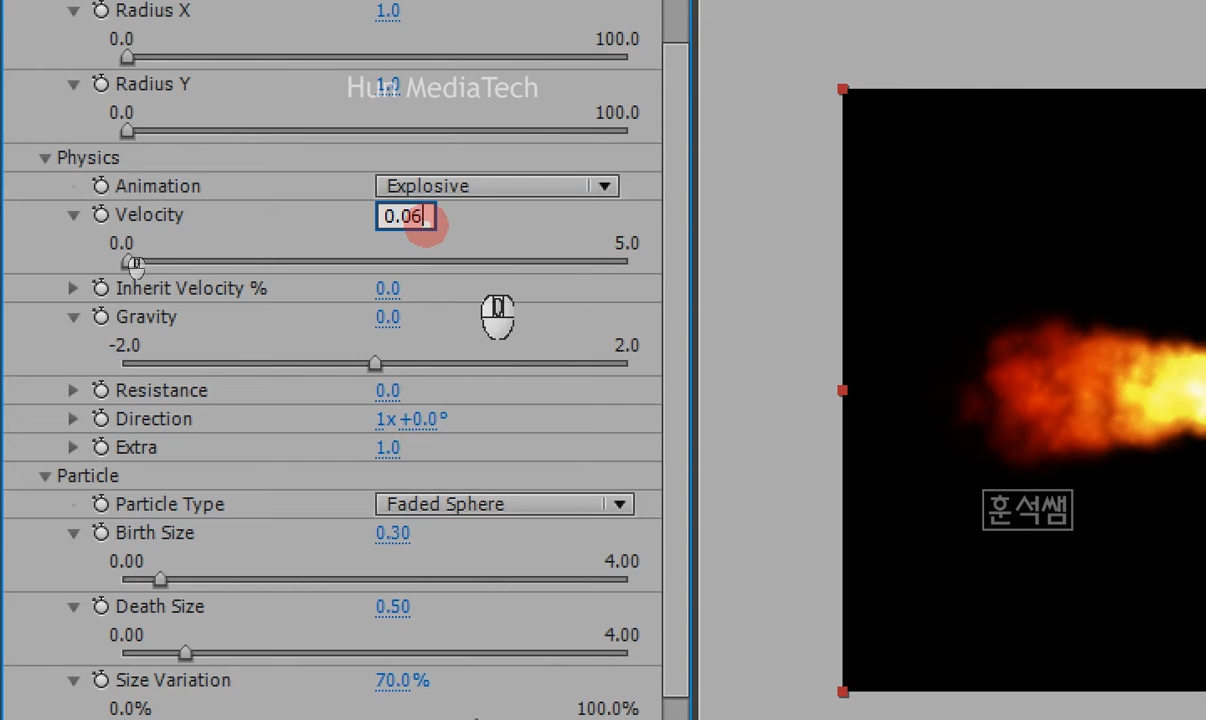 Radius X 1.0
0.0 100.0
Radius Y 1.0
Hun MediaTech
0.0 100.0
Physics
Animation Explosive
Velocity 0.06
0.0 5.0
Inherit Velocity % 0.0
Gravity 0.0
-2.0 2.0
Resistance 0.0
Direction 1x+0.0°
Extra 1.0
Particle
Particle Type Faded Sphere
훈석쌤
Birth Size 0.30
0.00 4.00
Death Size 0.50
0.00 4.00
Size Variation 70.0%
0.0% 100.0%